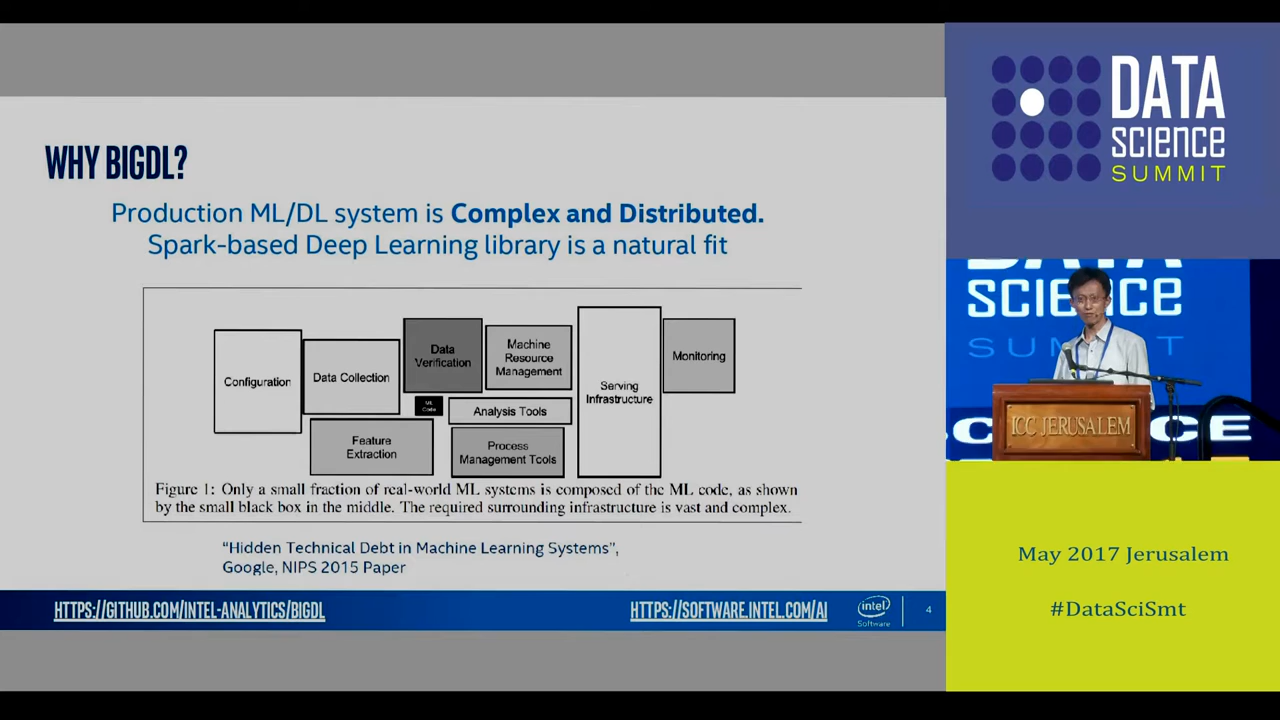 WHY BIGDL?
Production ML/DL system is Complex and Distributed.
Spark-based Deep Learning library is a natural fit
Configuration
Data Collection
Data
Verification
Machine
Resource
Management
Serving
Infrastructure
Monitoring
ML
Code
Analysis Tools
Feature
Extraction
Process
Management Tools
Figure 1: Only a small fraction of real-world ML systems is composed of the ML code, as shown
by the small black box in the middle. The required surrounding infrastructure is vast and complex.
“Hidden Technical Debt in Machine Learning Systems”,
Google, NIPS 2015 Paper
HTTPS://GITHUB.COM/INTEL-ANALYTICS/BIGDL
HTTPS://SOFTWARE.INTEL.COM/AI
intel
Software
4
DATA
SCIENCE
SUMMIT
SCIENCE
SUMMIT
ICC JERUSALEM
May 2017 Jerusalem
#DataSciSmt